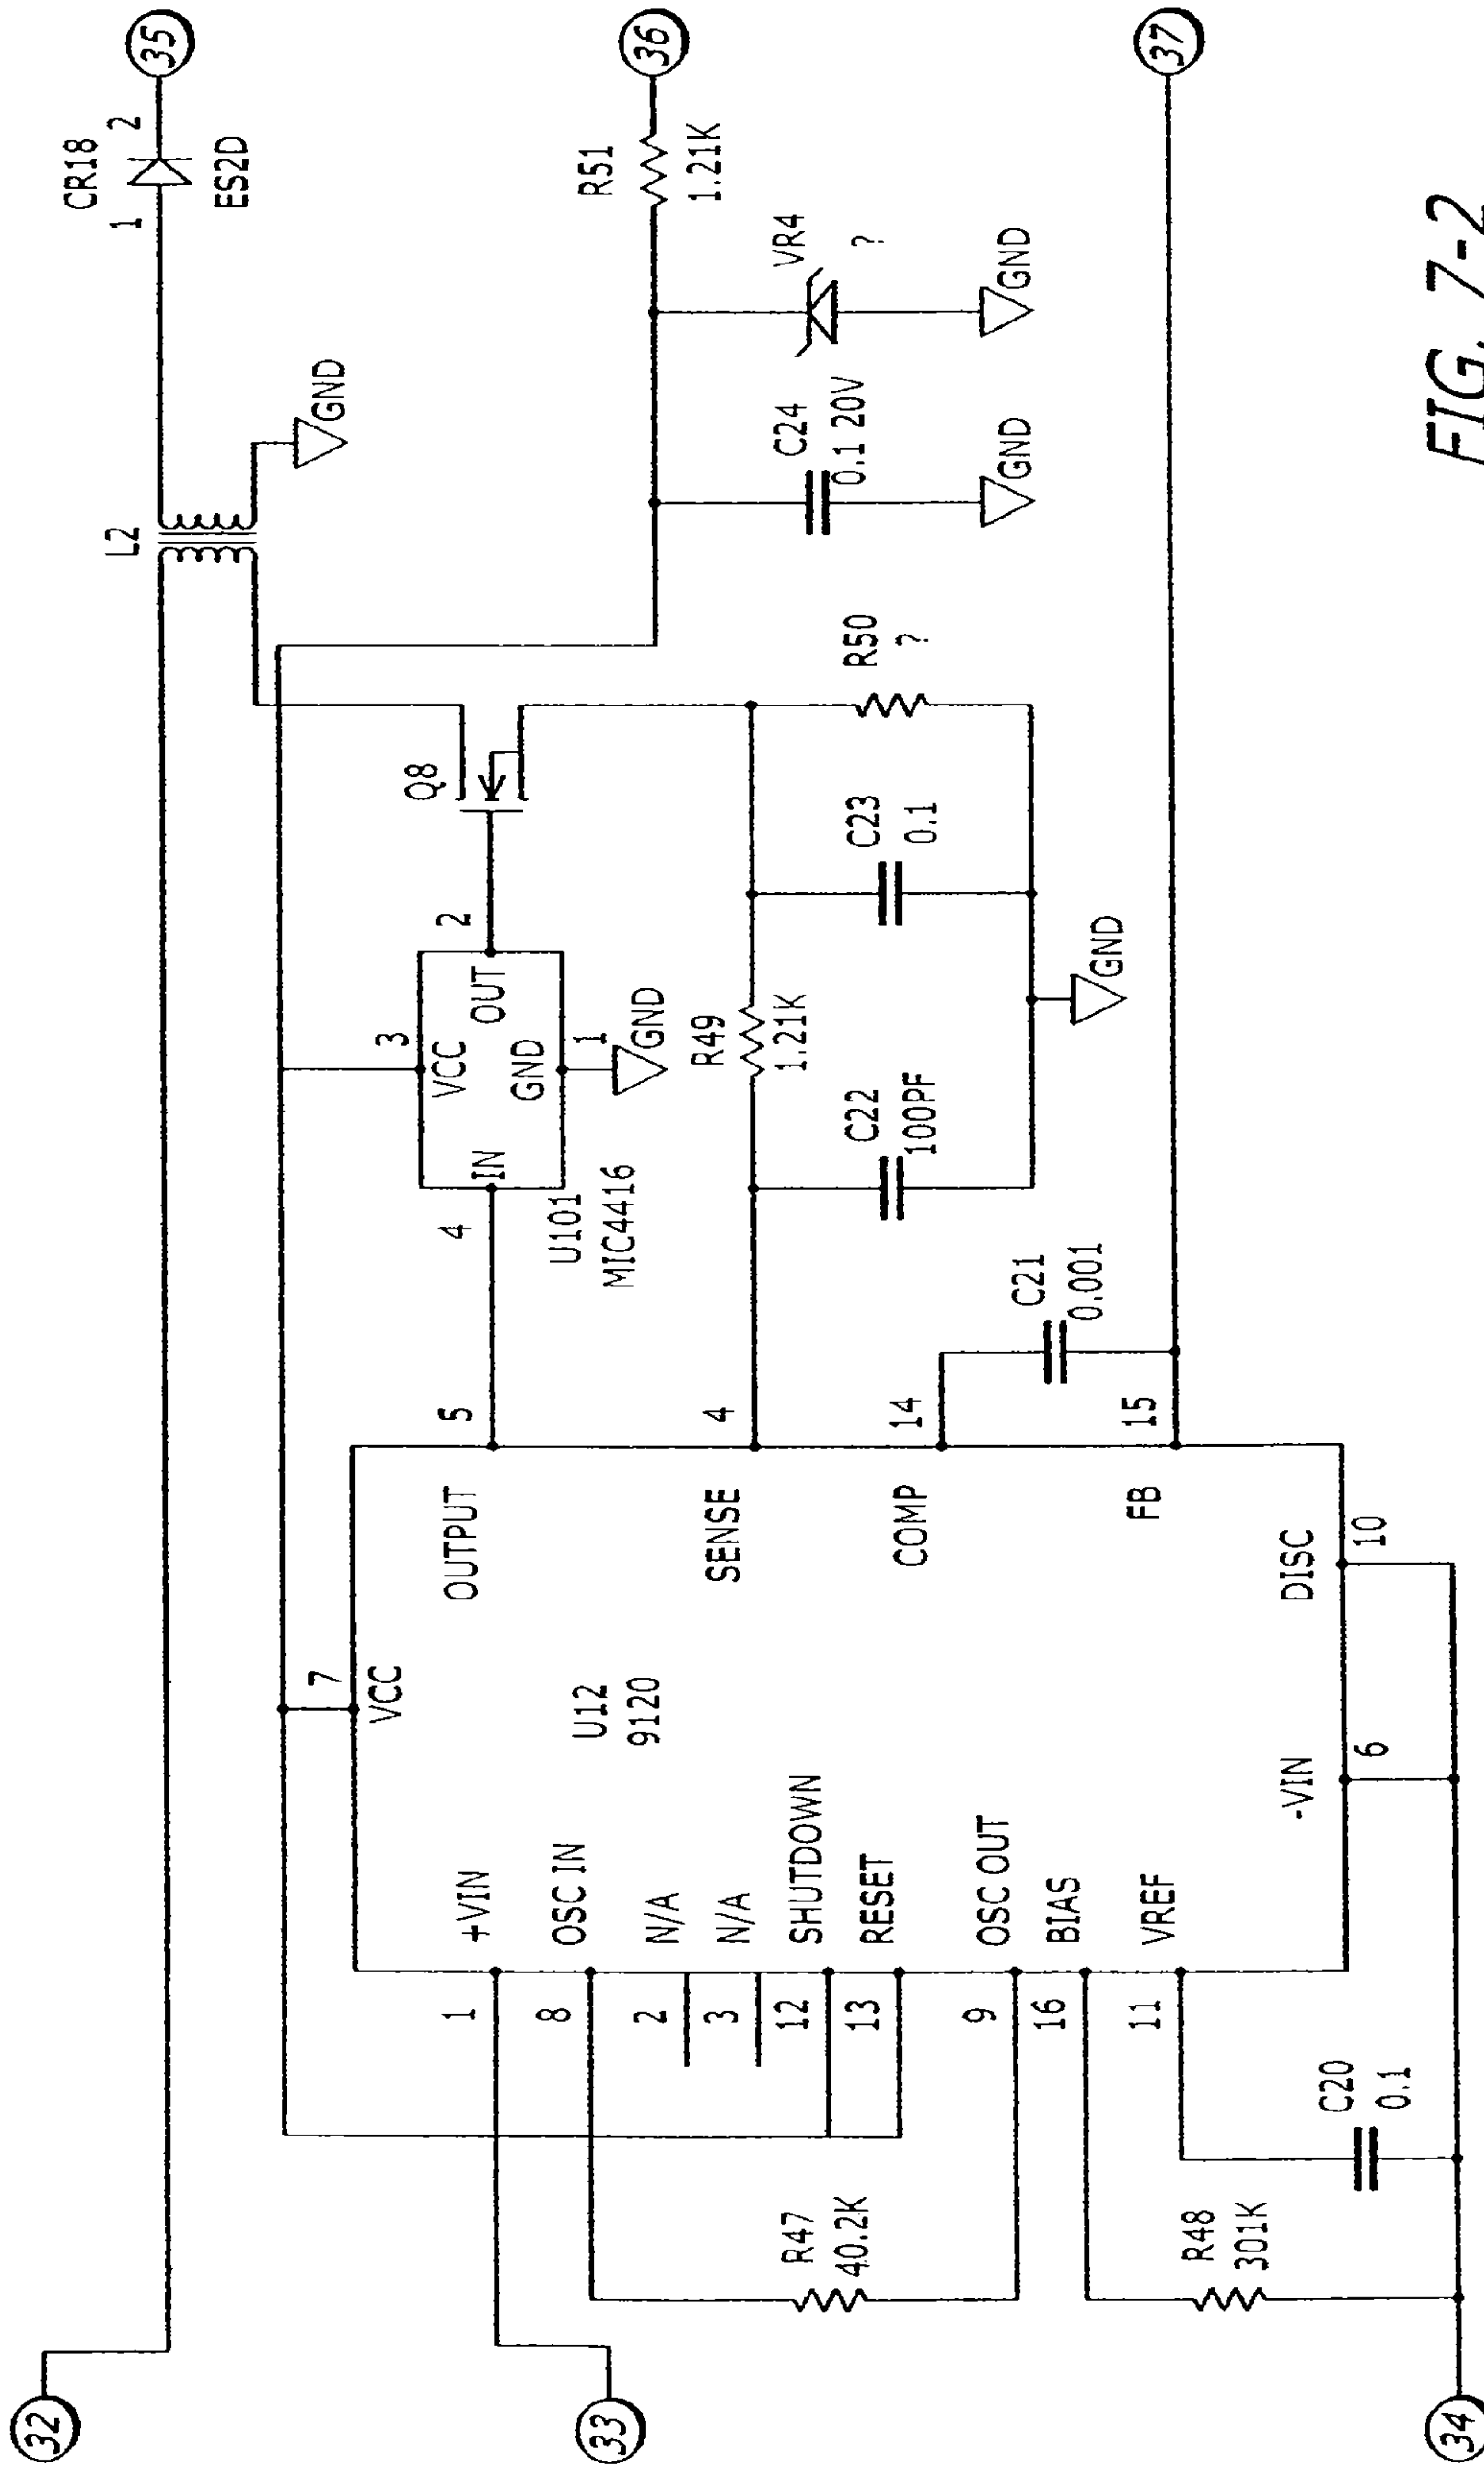 32
33
34
35
36
37
L2
CR18
1
2
ES2D
GND
R51
1.21K
VR4
?
GND
C24
0.1 20V
GND
Q8
R50
?
3
VCC
IN
OUT
GND
4
2
1
GND
U101
MIC4416
R49
1.21K
C22
100PF
C23
0.1
GND
C21
0.001
7
VCC
U12
9120
+VIN
1
OSC IN
8
N/A
2
N/A
3
SHUTDOWN
12
RESET
13
OSC OUT
9
BIAS
16
VREF
11
OUTPUT
5
SENSE
4
COMP
14
FB
15
-VIN
6
DISC
10
R47
40.2K
R48
301K
C20
0.1
FIG. 7-2